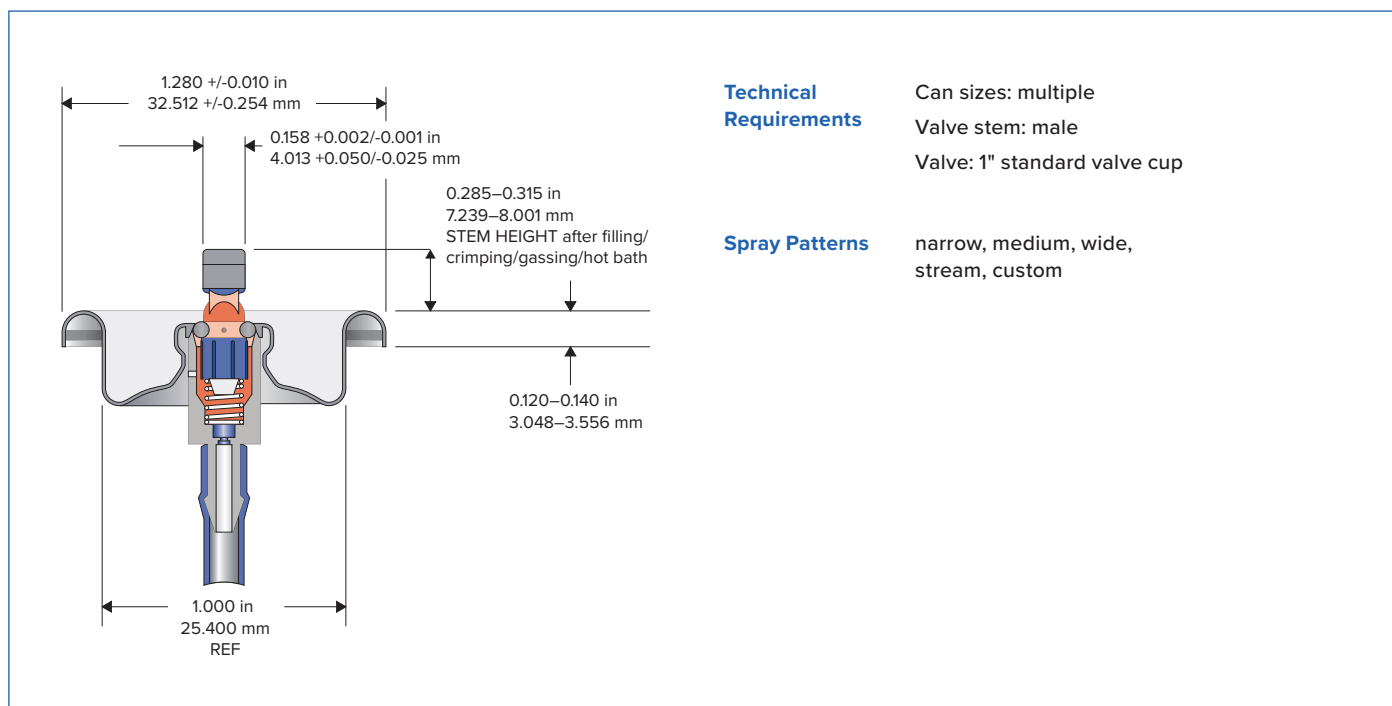 1.280 +/-0.010 in
32.512 +/-0.254 mm
0.158 +0.002/-0.001 in
4.013 +0.050/-0.025 mm
0.285–0.315 in
7.239–8.001 mm
STEM HEIGHT after filling/
crimping/gassing/hot bath
0.120–0.140 in
3.048–3.556 mm
1.000 in
25.400 mm
REF
Technical
Requirements
Can sizes: multiple
Valve stem: male
Valve: 1" standard valve cup
Spray Patterns
narrow, medium, wide,
stream, custom